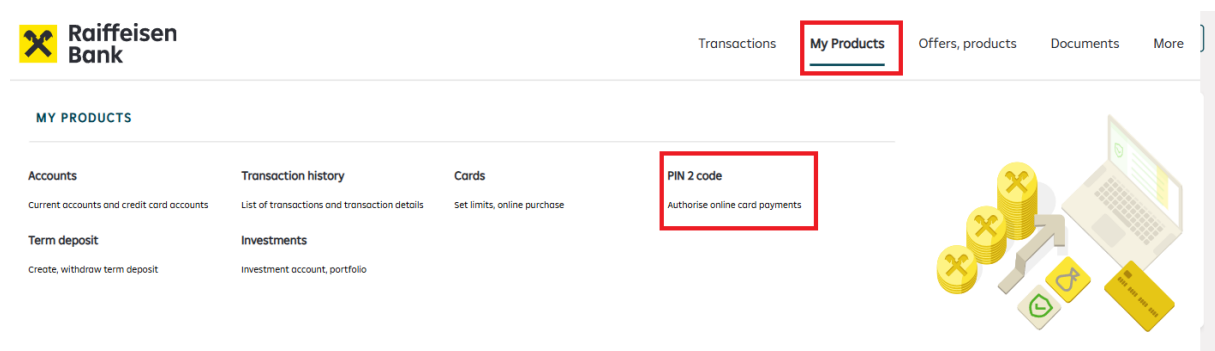 Raiffeisen
Bank
Transactions My Products Offers, products Documents More
MY PRODUCTS
Accounts Transaction history Cards PIN 2 code
Current accounts and credit card accounts List of transactions and transaction details Set limits, online purchase Authorise online card payments
Term deposit Investments
Create, withdraw term deposit Investment account, portfolio